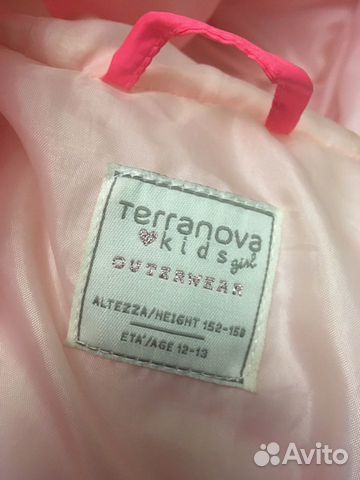 Terranova
kids girl
OUTERWEAR
ALTEZZA/HEIGHT 152-158
ETA'/AGE 12-13
Avito